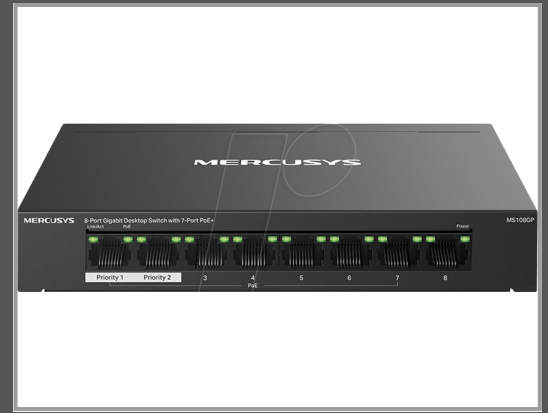 MERCUSYS
MERCUSYS 8-Port Gigabit Desktop Switch with 7-Port PoE+ MS108GP
Link/Act PoE Power
Priority 1 Priority 2 3 4 5 6 7 8
PoE